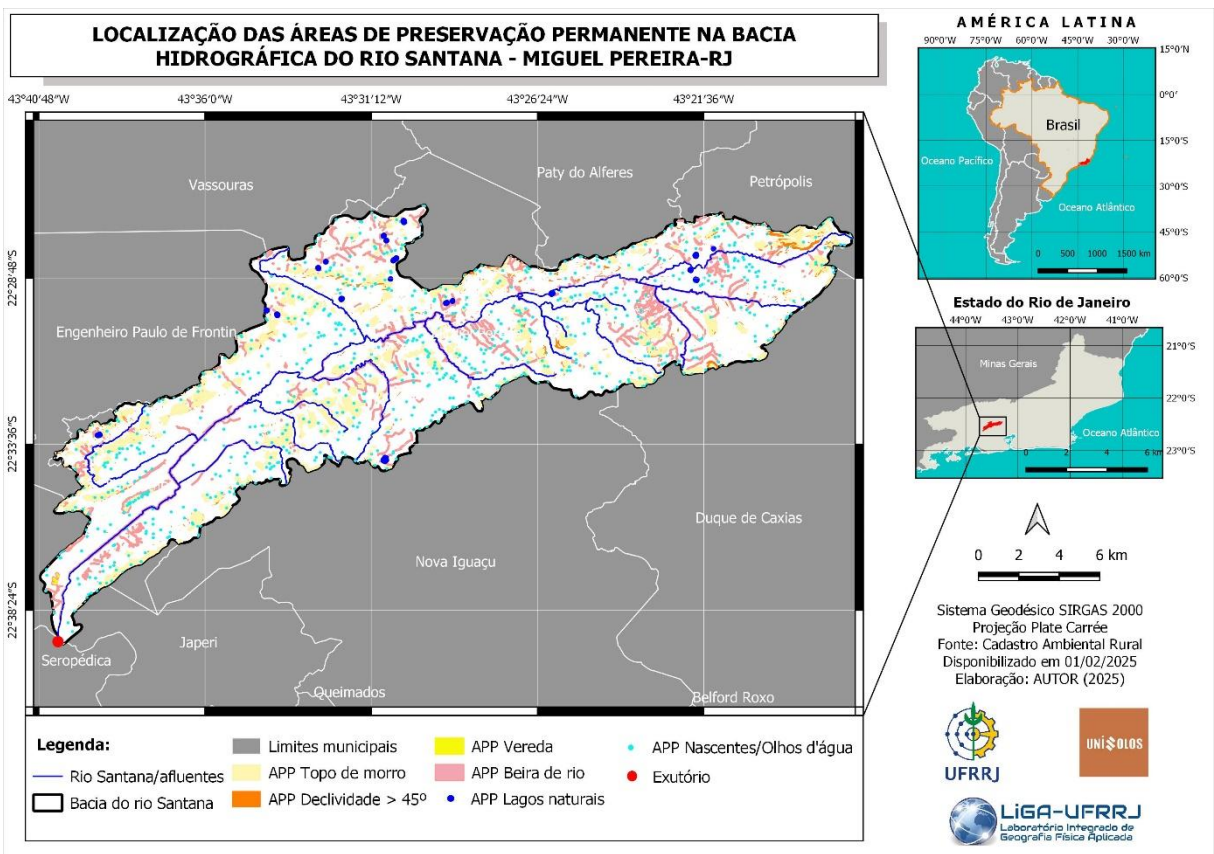 LOCALIZAÇÃO DAS ÁREAS DE PRESERVAÇÃO PERMANENTE NA BACIA
HIDROGRÁFICA DO RIO SANTANA - MIGUEL PEREIRA-RJ
43°40'48"W 43°36'0"W 43°31'12"W 43°26'24"W 43°21'36"W
22°28'48"S
22°33'36"S
22°38'24"S
Vassouras
Paty do Alferes
Petrópolis
Engenheiro Paulo de Frontin
Duque de Caxias
Nova Iguaçu
Japeri
Seropédica
Queimados
Belford Roxo
Legenda:
Rio Santana/afluentes
Bacia do rio Santana
Limites municipais
APP Topo de morro
APP Declividade > 45º
APP Vereda
APP Beira de rio
APP Lagos naturais
APP Nascentes/Olhos d'água
Exutório
AMÉRICA LATINA
90°0'W 75°0'W 60°0'W 45°0'W 30°0'W
15°0'N
0°0'
15°0'S
30°0'S
45°0'S
60°0'S
Brasil
Oceano Pacífico
Oceano Atlântico
0 500 1000 1500 km
Estado do Rio de Janeiro
44°0'W 43°0'W 42°0'W 41°0'W
21°0'S
22°0'S
23°0'S
Minas Gerais
Oceano Atlântico
0 2 4 6 km
0 2 4 6 km
Sistema Geodésico SIRGAS 2000
Projeção Plate Carrée
Fonte: Cadastro Ambiental Rural
Disponibilizado em 01/02/2025
Elaboração: AUTOR (2025)
UFRRJ
UNISOLOS
LiGA-UFRRJ
Laboratório Integrado de
Geografia Física Aplicada